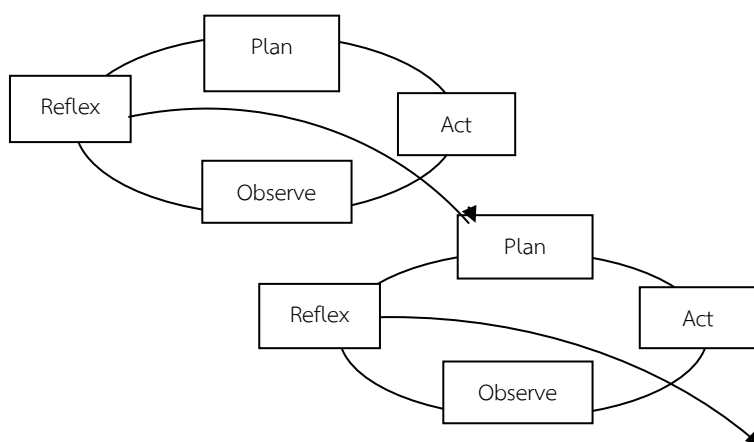 Plan
Reflex
Act
Observe
Plan
Reflex
Act
Observe